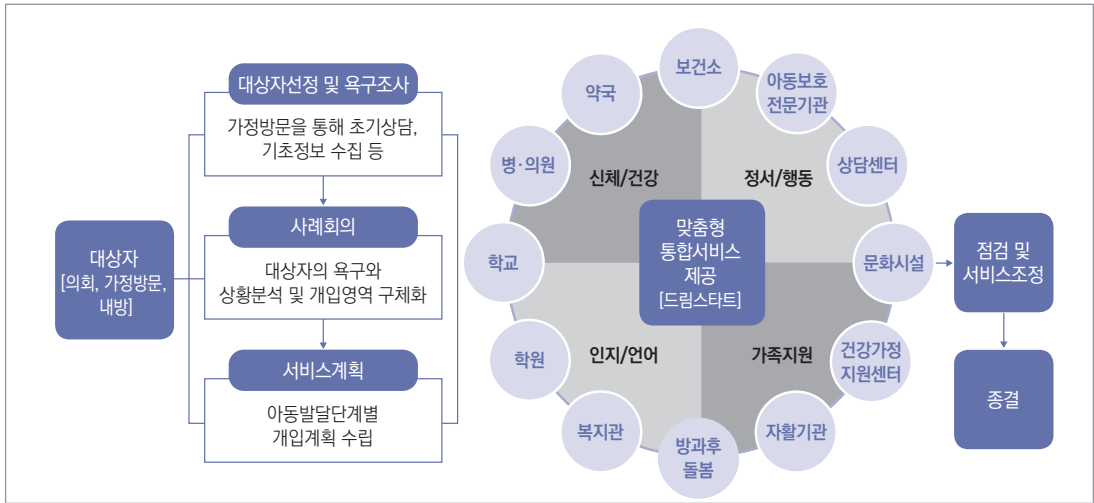 대상자
[의회, 가정방문,
내방]
대상자선정 및 욕구조사
가정방문을 통해 초기상담,
기초정보 수집 등
사례회의
대상자의 욕구와
상황분석 및 개입영역 구체화
서비스계획
아동발달단계별
개입계획 수립
보건소
아동보호
전문기관
상담센터
문화시설
건강가정
지원센터
자활기관
방과후
돌봄
복지관
학원
학교
병·의원
약국
신체/건강
정서/행동
인지/언어
가족지원
맞춤형
통합서비스
제공
[드림스타트]
점검 및
서비스조정
종결